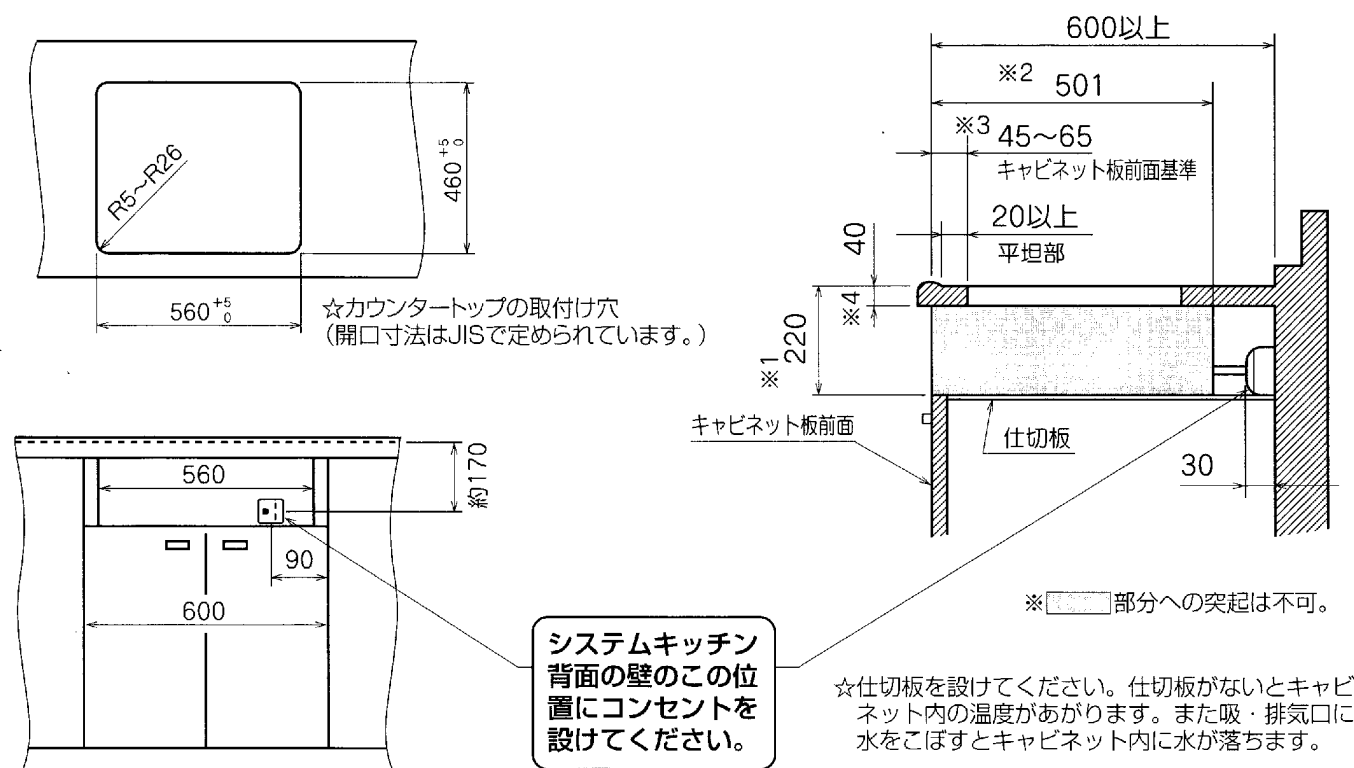 R5～R26
460 +5 0
560 +5 0
☆カウンタートップの取付け穴
（開口寸法はJISで定められています。）
600以上
※2 501
※3 45～65
キャビネット板前面基準
20以上
平坦部
40
※4
※1 220
キャビネット板前面
仕切板
30
※ 部分への突起は不可。
560
約170
90
600
システムキッチン
背面の壁のこの位
置にコンセントを
設けてください。
☆仕切板を設けてください。仕切板がないとキャビ
ネット内の温度があがります。また吸・排気口に
水をこぼすとキャビネット内に水が落ちます。